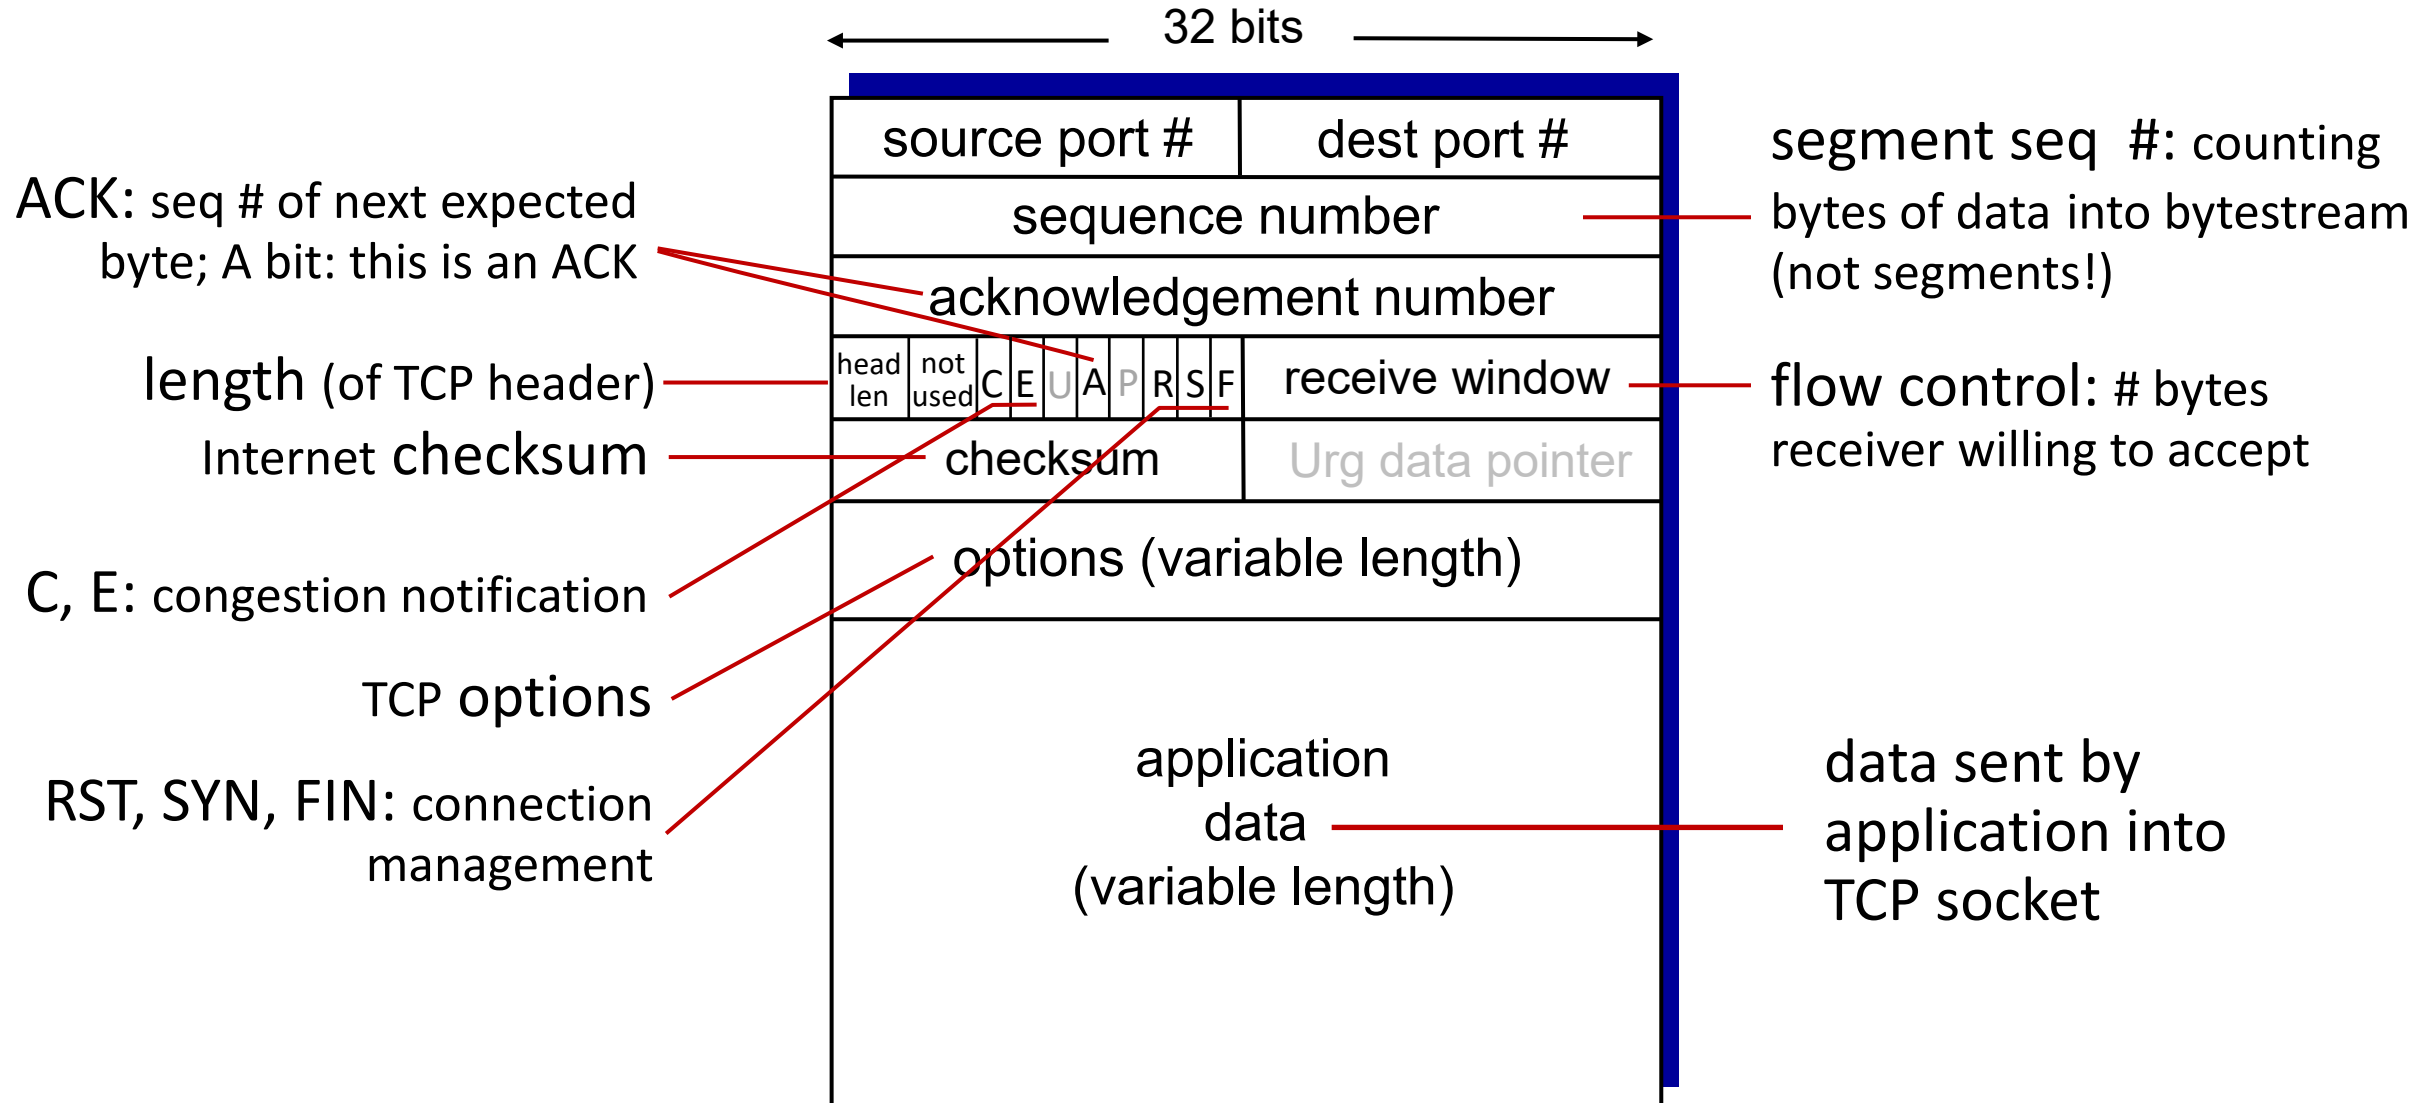 32 bits
source port # dest port #
sequence number
acknowledgement number
head len not used C E U A P R S F receive window
checksum Urg data pointer
options (variable length)
application
data
(variable length)
ACK: seq # of next expected
byte; A bit: this is an ACK
length (of TCP header)
Internet checksum
C, E: congestion notification
TCP options
RST, SYN, FIN: connection
management
segment seq #: counting
bytes of data into bytestream
(not segments!)
flow control: # bytes
receiver willing to accept
data sent by
application into
TCP socket